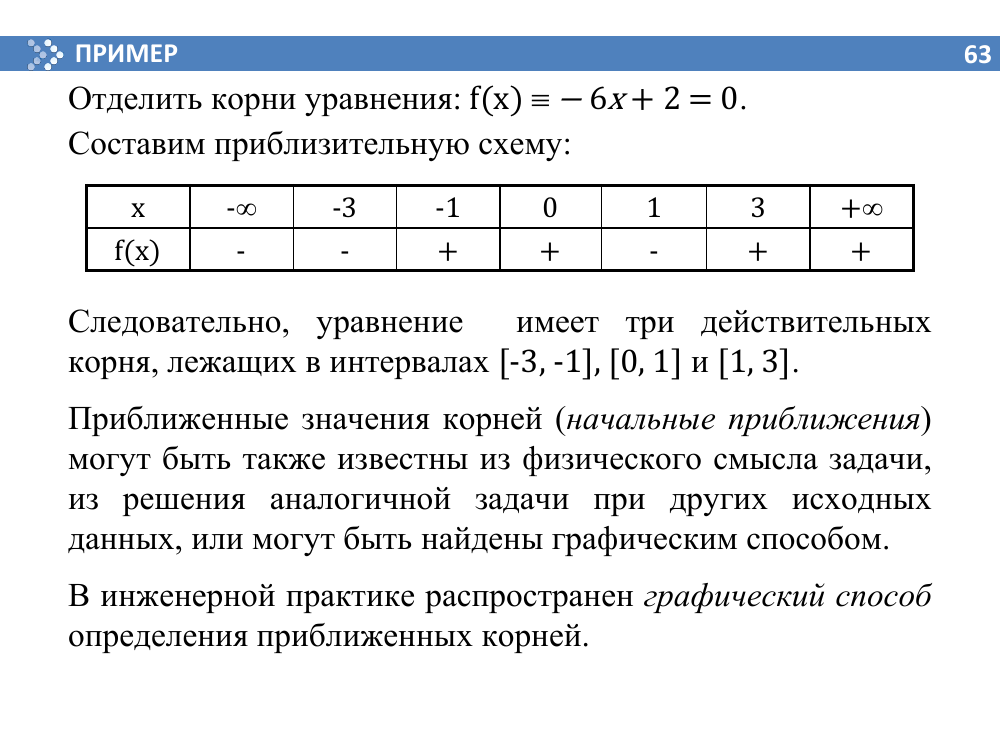 ПРИМЕР 63
Отделить корни уравнения: f(x) ≡ − 6x + 2 = 0.
Составим приблизительную схему:
x -∞ -3 -1 0 1 3 +∞
f(x) - - + + - + +
Следовательно, уравнение имеет три действительных
корня, лежащих в интервалах [-3, -1], [0, 1] и [1, 3].
Приближенные значения корней (начальные приближения)
могут быть также известны из физического смысла задачи,
из решения аналогичной задачи при других исходных
данных, или могут быть найдены графическим способом.
В инженерной практике распространен графический способ
определения приближенных корней.